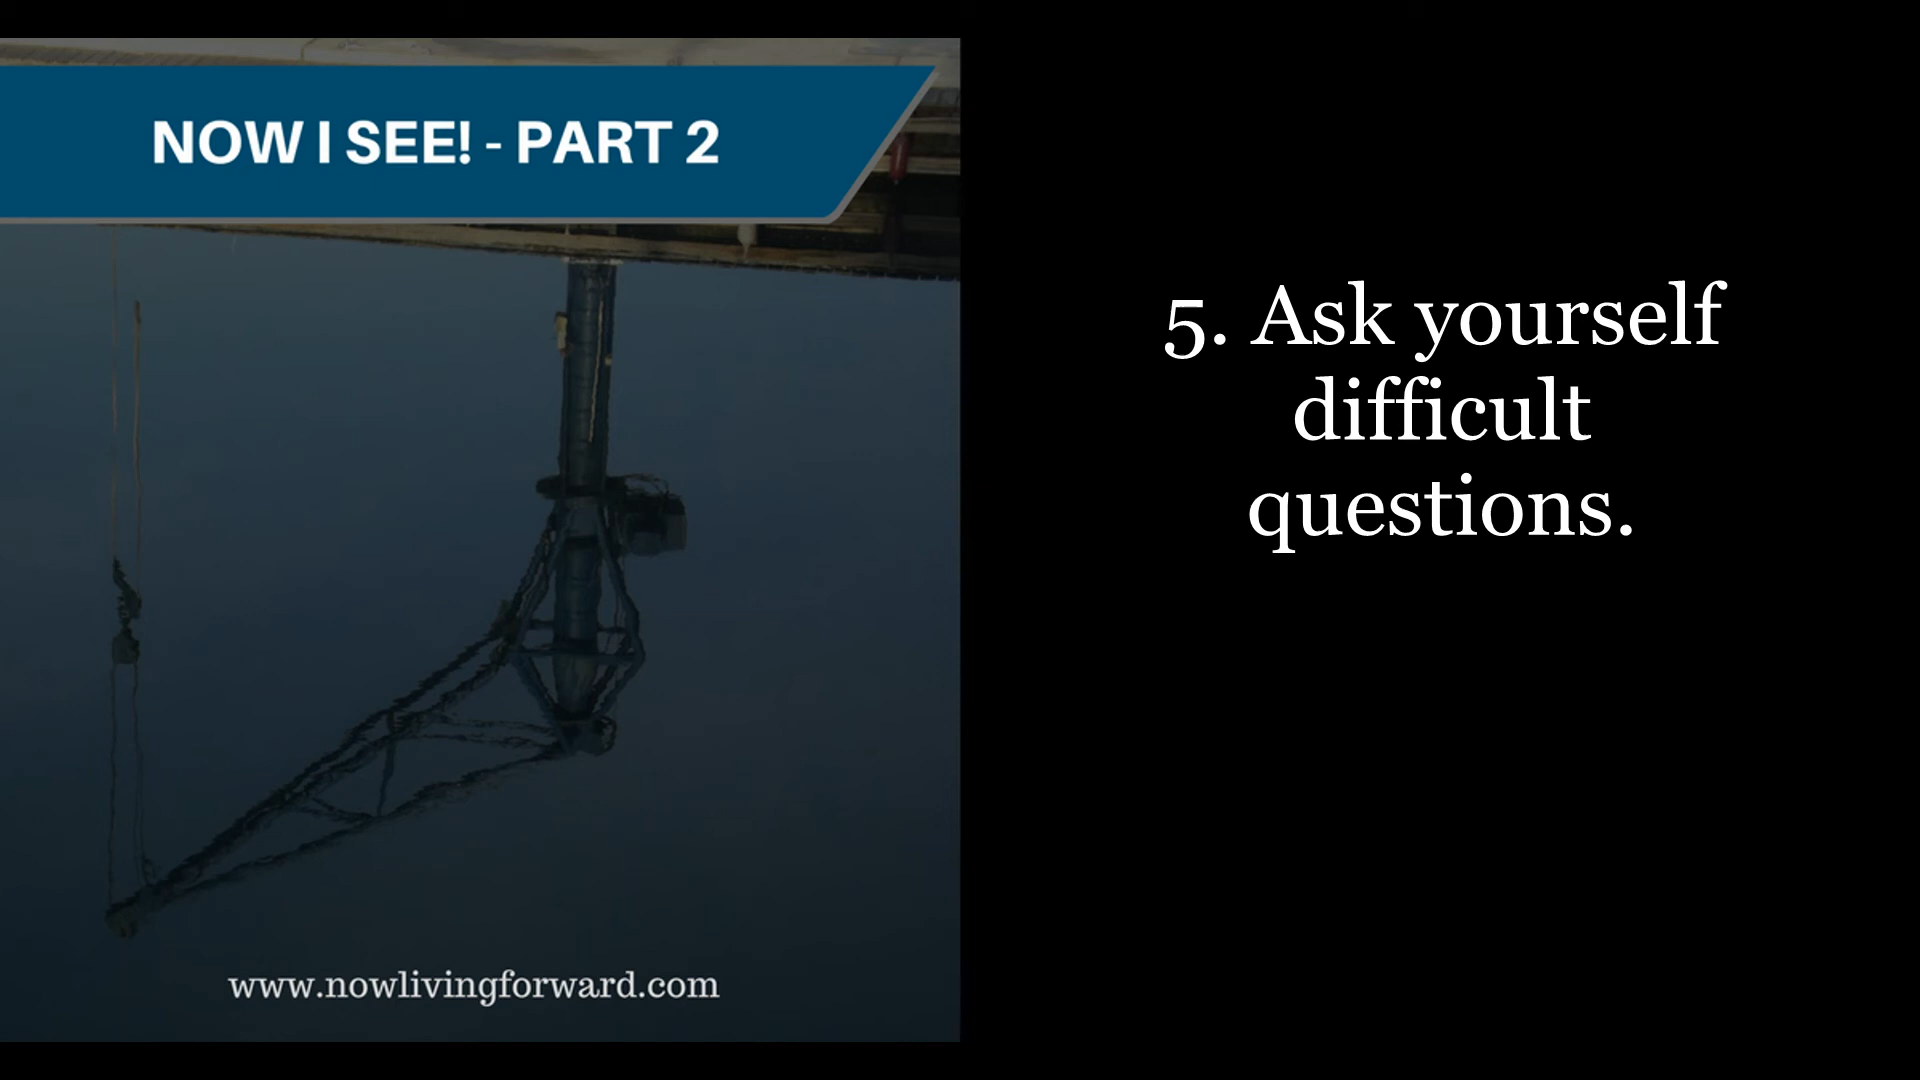 NOW I SEE! - PART 2
5. Ask yourself
difficult
questions.
www.nowlivingforward.com